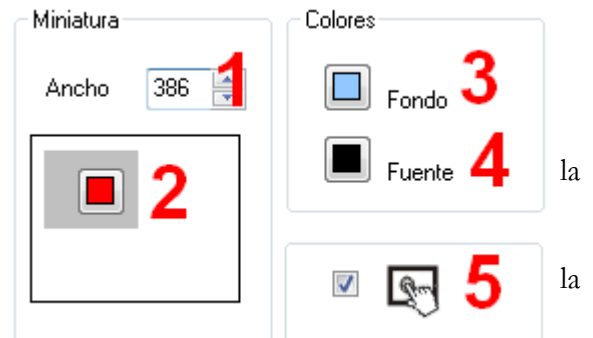 Miniatura
Colores
Ancho 386 1
Fondo 3
2
Fuente 4
la
5
la